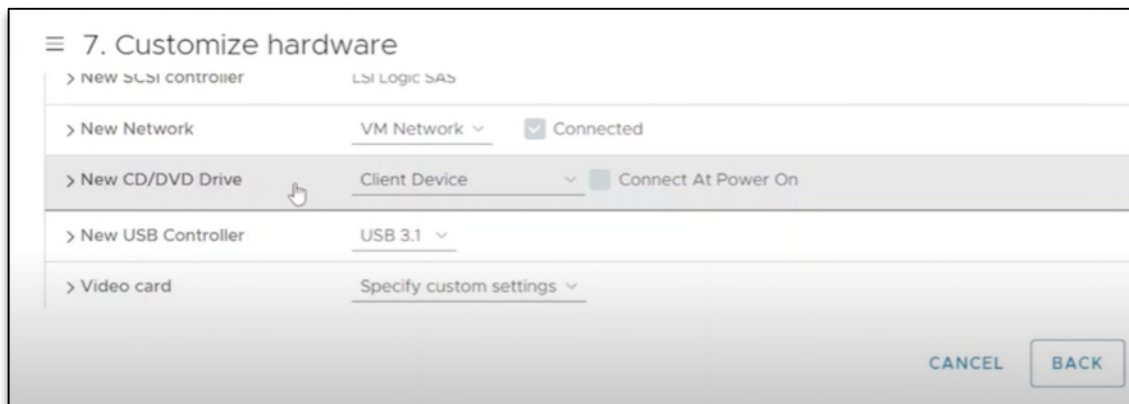 7. Customize hardware
New SCSI controller LSI Logic SAS
New Network VM Network Connected
New CD/DVD Drive Client Device Connect At Power On
New USB Controller USB 3.1
Video card Specify custom settings
CANCEL BACK